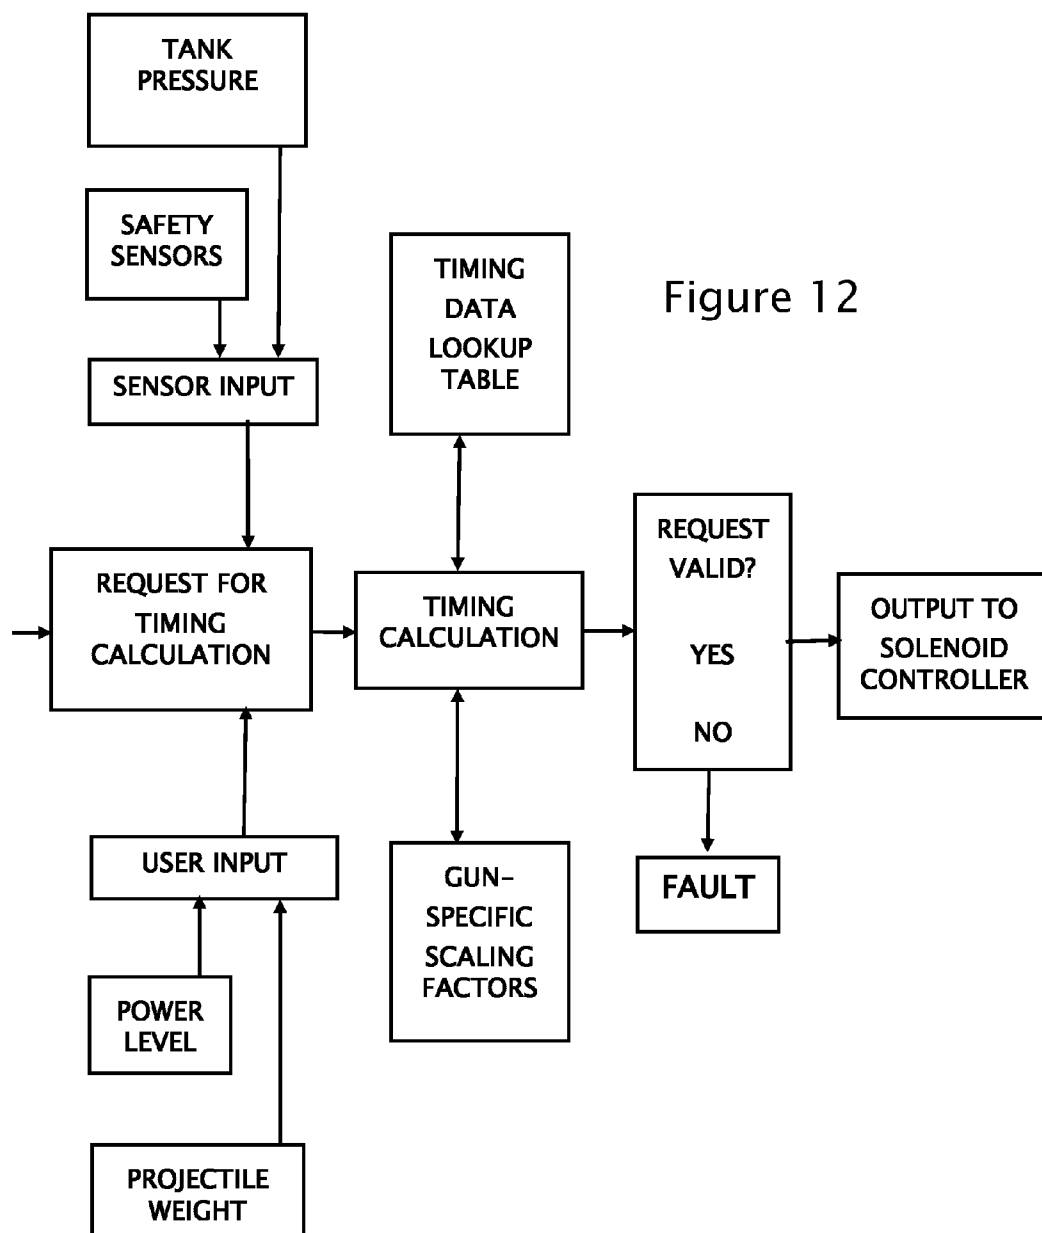 TANK
PRESSURE
SAFETY
SENSORS
TIMING
DATA
LOOKUP
TABLE
Figure 12
SENSOR INPUT
REQUEST FOR
TIMING
CALCULATION
TIMING
CALCULATION
REQUEST
VALID?
YES
NO
OUTPUT TO
SOLENOID
CONTROLLER
USER INPUT
GUN-
SPECIFIC
SCALING
FACTORS
FAULT
POWER
LEVEL
PROJECTILE
WEIGHT